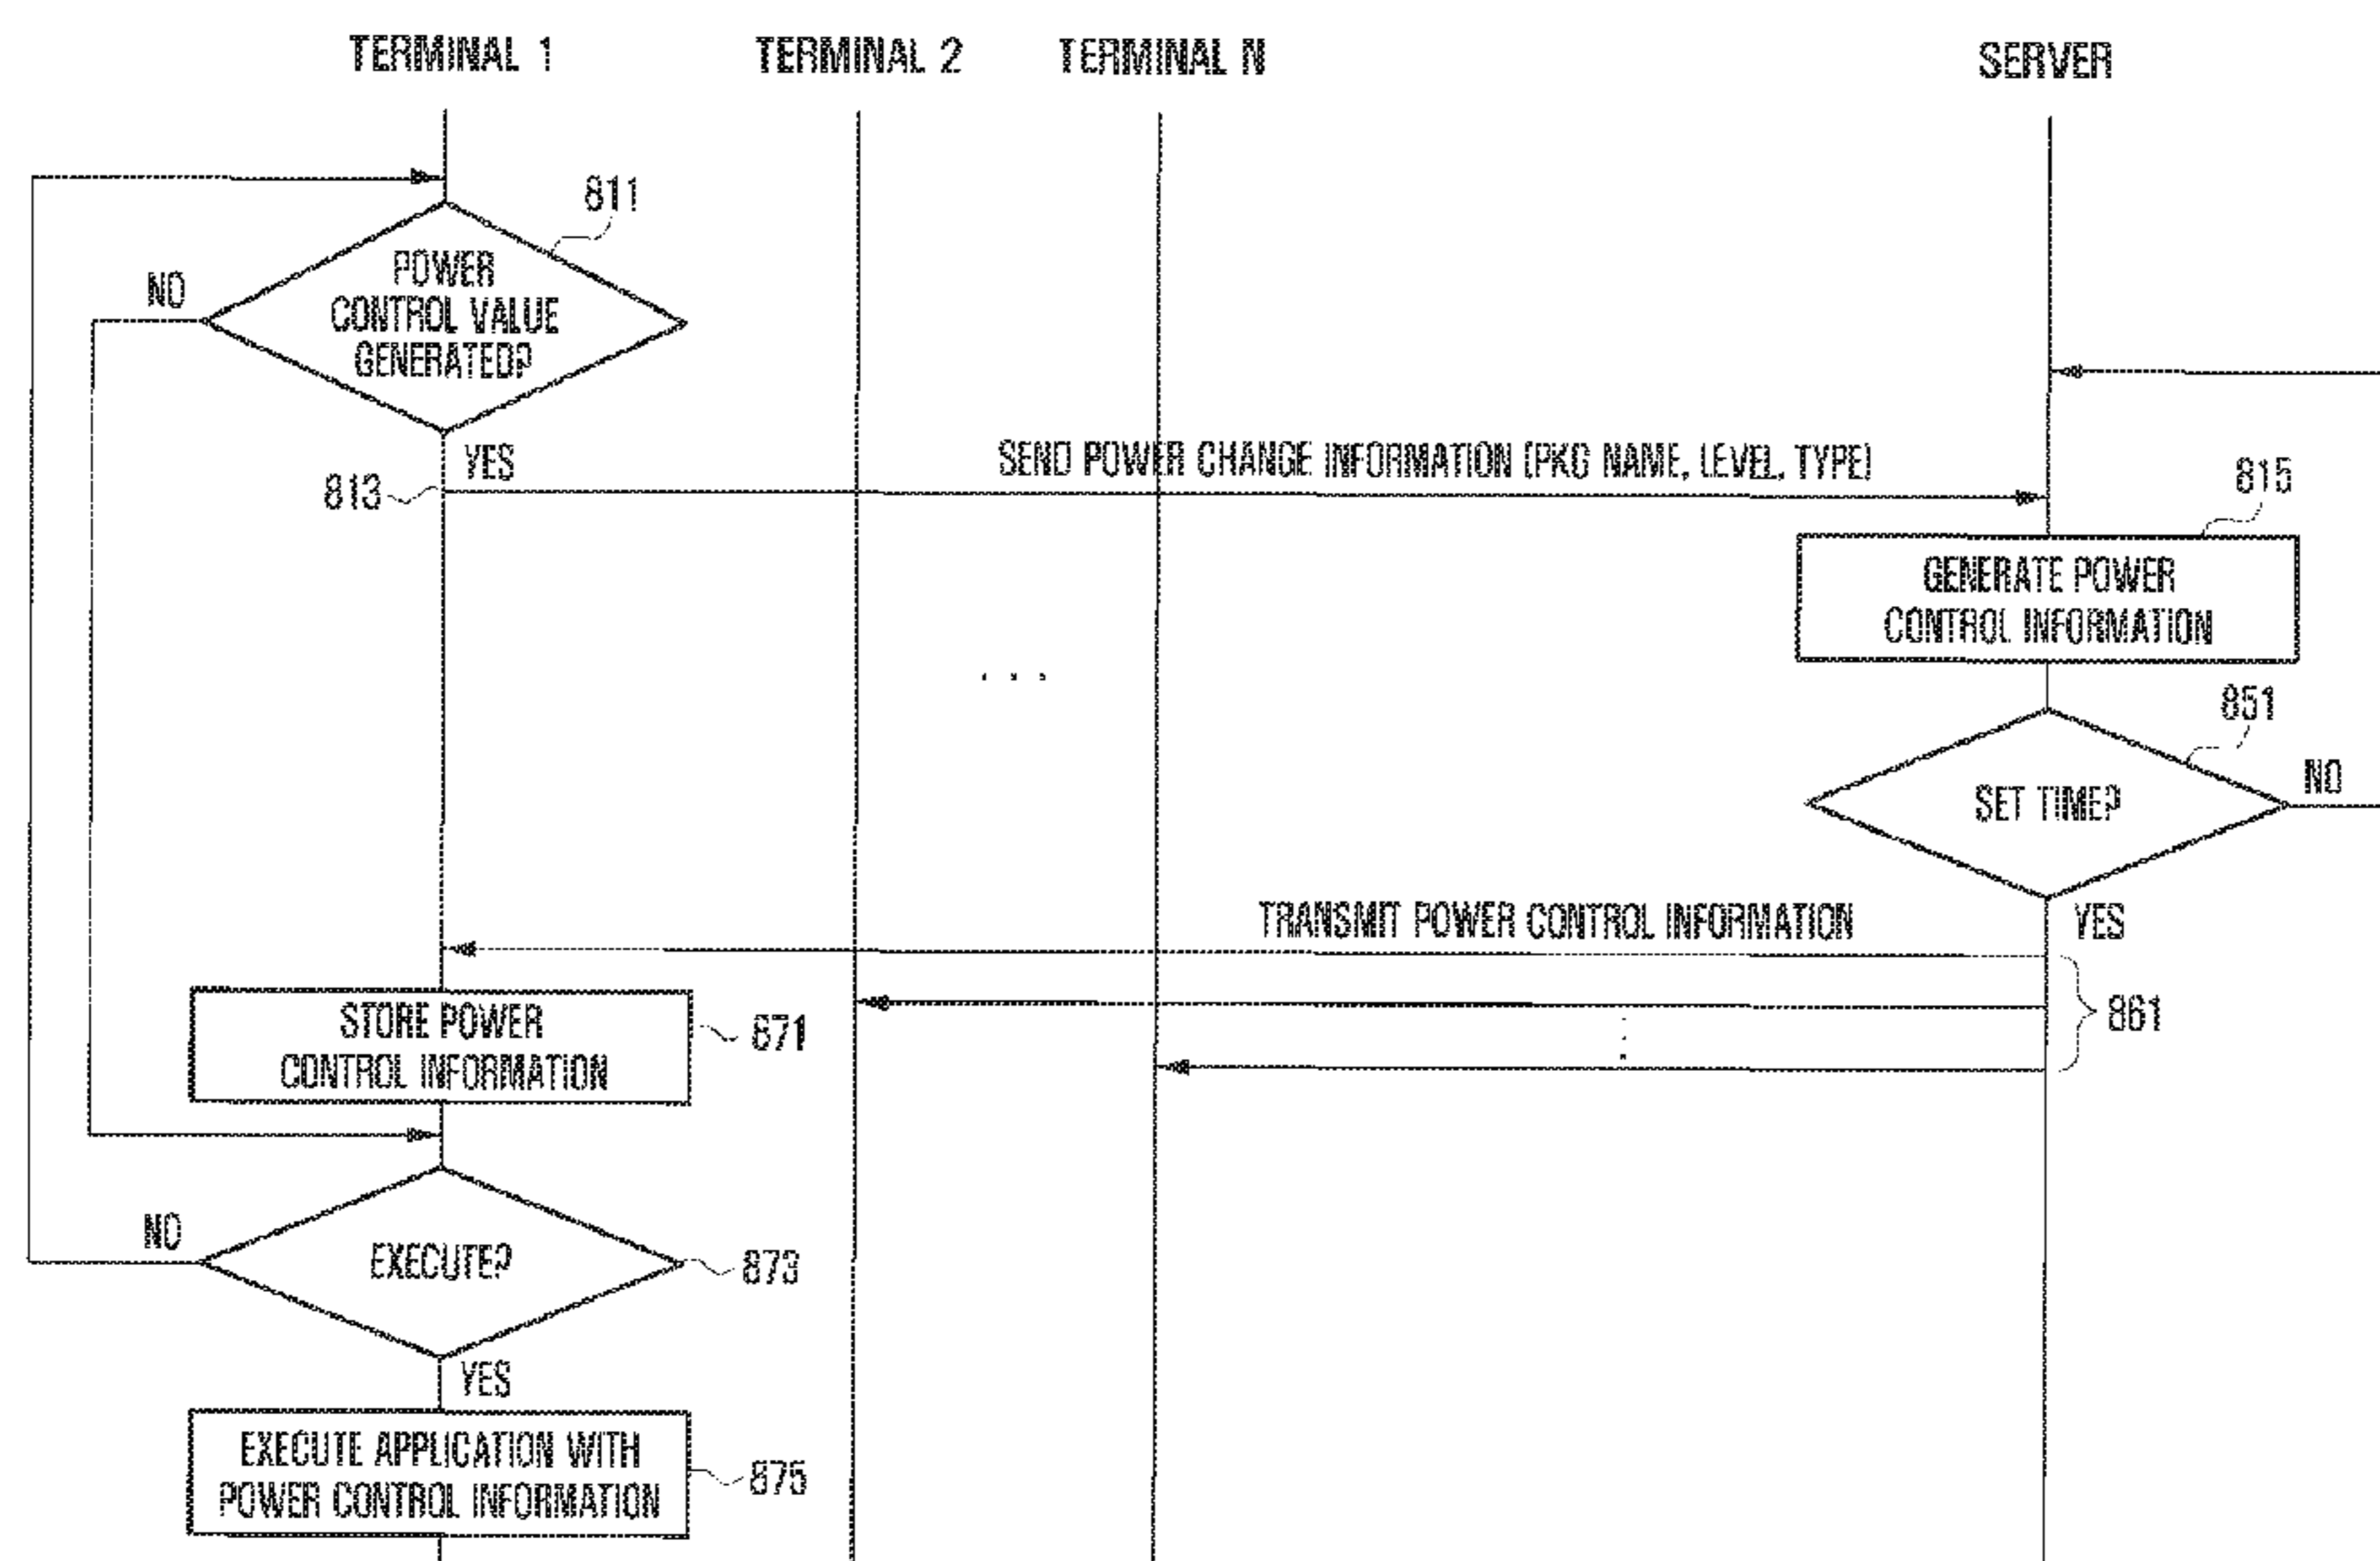 TERMINAL 1
TERMINAL 2
TERMINAL N
SERVER
811
POWER
CONTROL VALUE
GENERATED?
NO
YES
813
SEND POWER CHANGE INFORMATION (PKG NAME, LEVEL, TYPE)
815
GENERATE POWER
CONTROL INFORMATION
. . .
851
SET TIME?
NO
YES
TRANSMIT POWER CONTROL INFORMATION
861
STORE POWER
CONTROL INFORMATION
871
EXECUTE?
NO
873
YES
EXECUTE APPLICATION WITH
POWER CONTROL INFORMATION
875